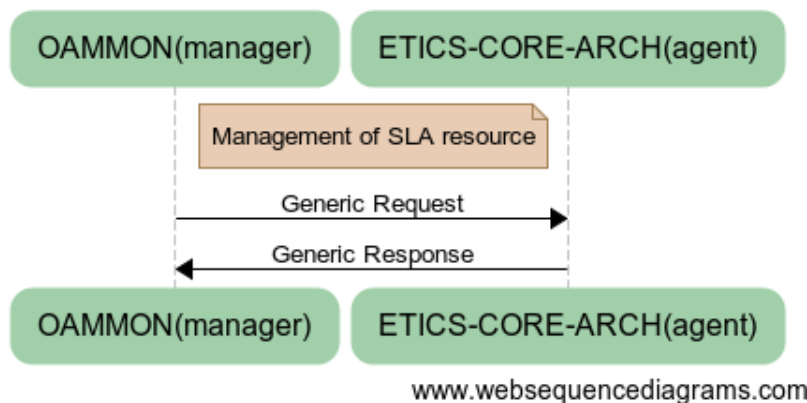 OAMMON(manager) ETICS-CORE-ARCH(agent)
Management of SLA resource
Generic Request
Generic Response
OAMMON(manager) ETICS-CORE-ARCH(agent)
www.websequencediagrams.com